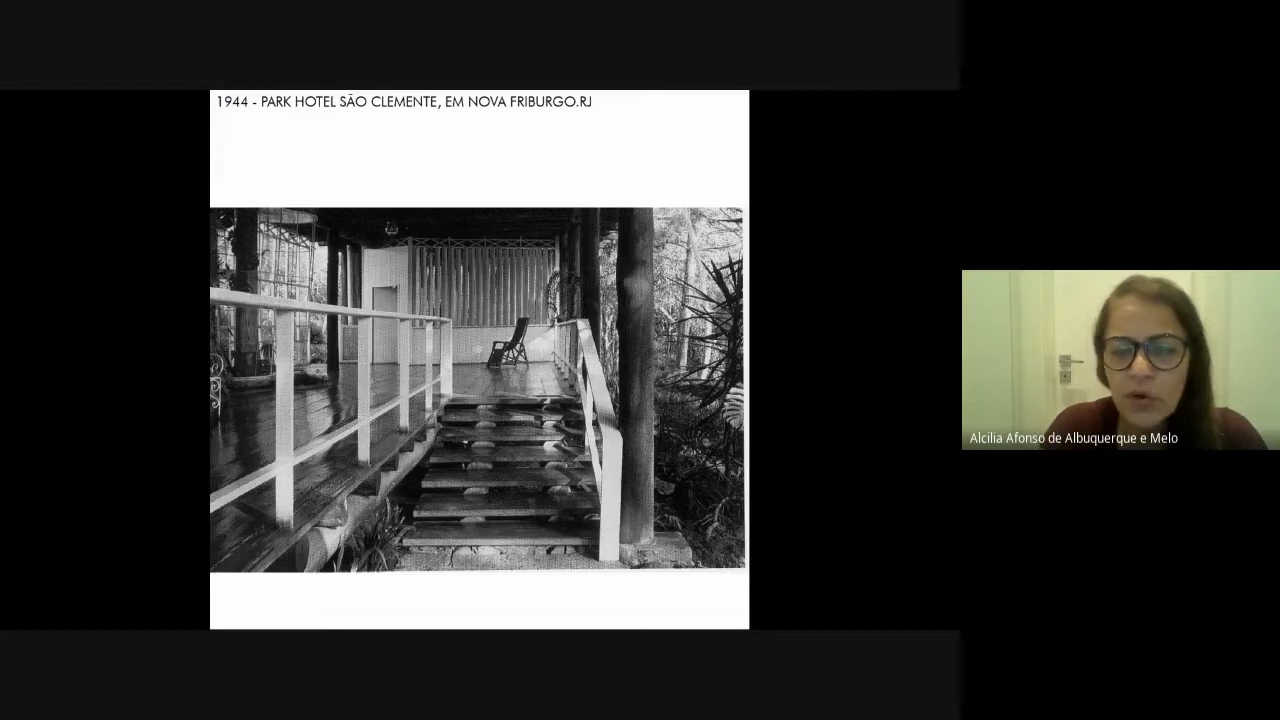 1944 - PARK HOTEL SÃO CLEMENTE, EM NOVA FRIBURGO.RJ
Alcilia Afonso de Albuquerque e Melo